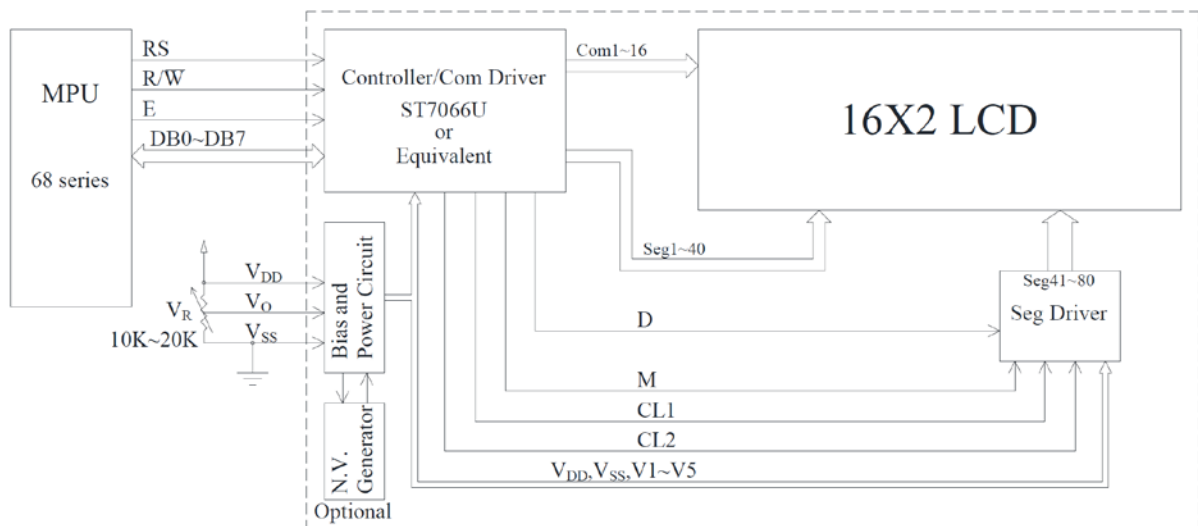 MPU
68 series
RS
R/W̅
E
DB0~DB7
Controller/Com Driver
ST7066U
or
Equivalent
Com1~16
16X2 LCD
Seg1~40
Seg41~80
Seg Driver
VDD
VR
VO
VSS
10K~20K
Bias and
Power Circuit
N.V.
Generator
Optional
D
M
CL1
CL2
VDD,VSS,V1~V5